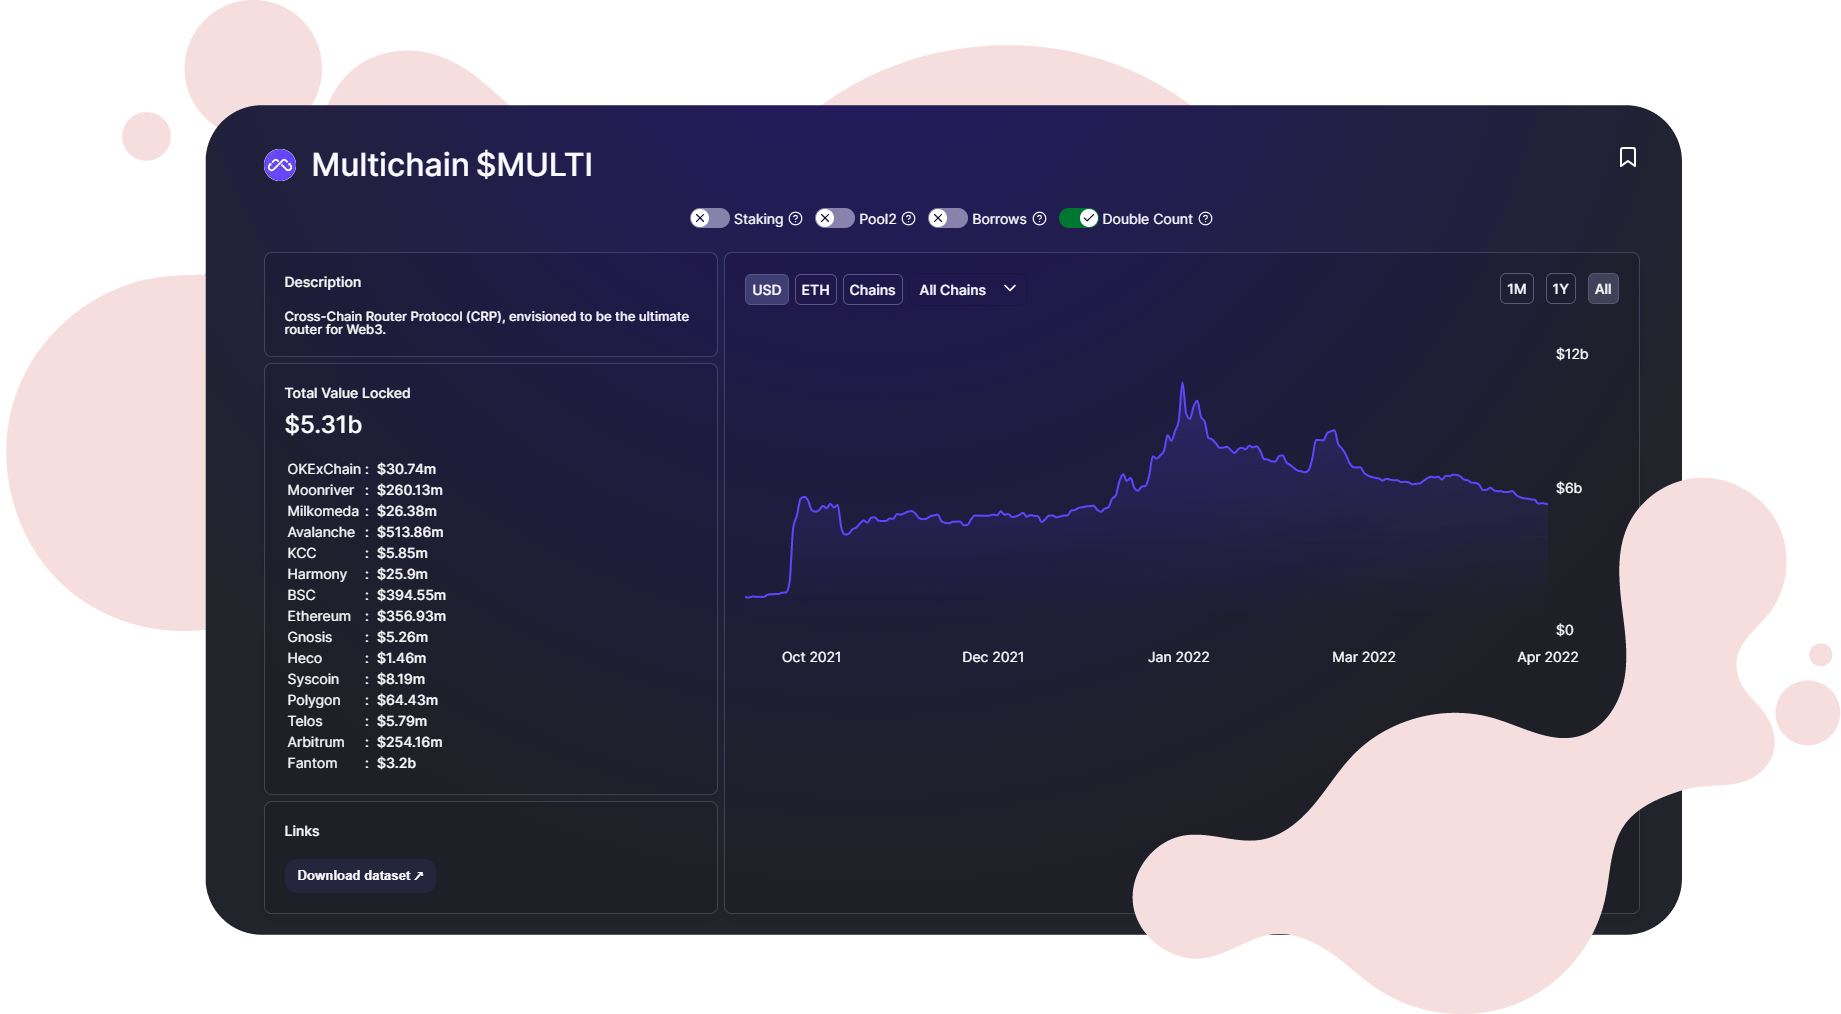 Multichain $MULTI
Staking
Pool2
Borrows
Double Count
Description
Cross-Chain Router Protocol (CRP), envisioned to be the ultimate
router for Web3.
Total Value Locked
$5.31b
OKExChain : $30.74m
Moonriver : $260.13m
Milkomeda : $26.38m
Avalanche : $513.86m
KCC : $5.85m
Harmony : $25.9m
BSC : $394.55m
Ethereum : $356.93m
Gnosis : $5.26m
Heco : $1.46m
Syscoin : $8.19m
Polygon : $64.43m
Telos : $5.79m
Arbitrum : $254.16m
Fantom : $3.2b
Links
Download dataset ↗
USD
ETH
Chains
All Chains
1M
1Y
All
$12b
$6b
$0
Oct 2021
Dec 2021
Jan 2022
Mar 2022
Apr 2022